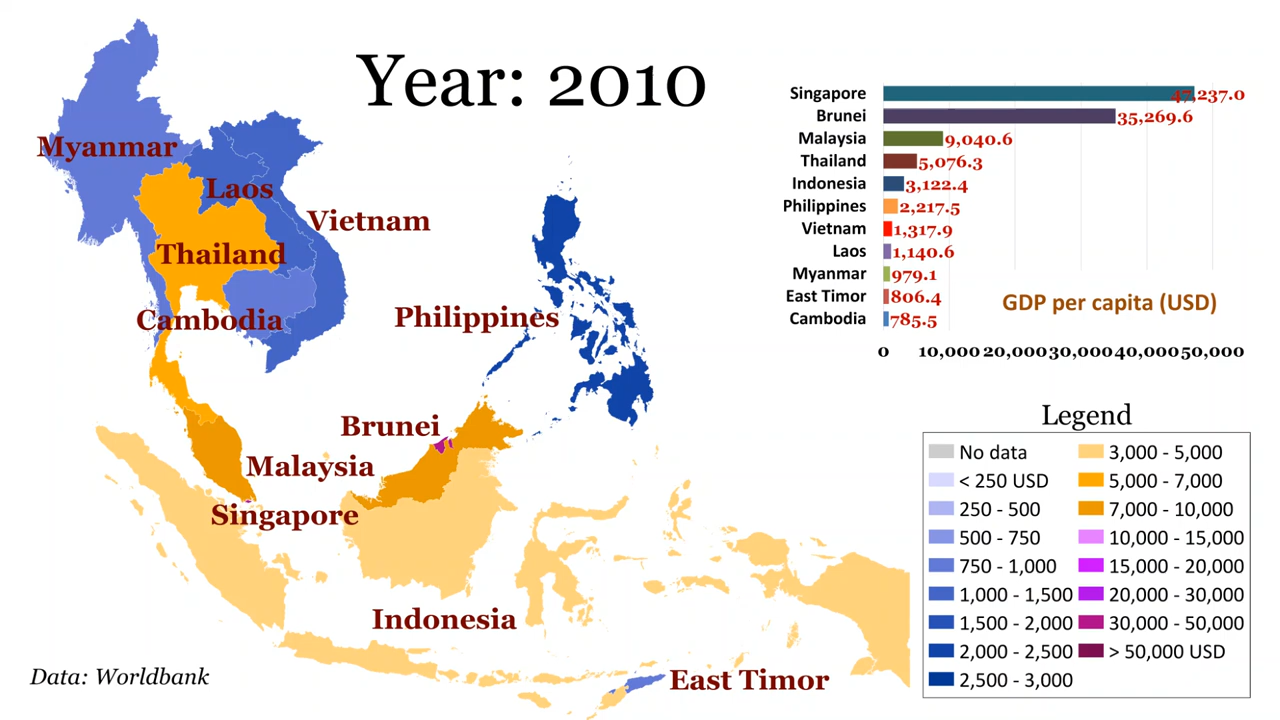 Year: 2010
Myanmar
Laos
Vietnam
Thailand
Cambodia
Philippines
Brunei
Malaysia
Singapore
Indonesia
East Timor
Data: Worldbank
Singapore 47,237.0
Brunei 35,269.6
Malaysia 9,040.6
Thailand 5,076.3
Indonesia 3,122.4
Philippines 2,217.5
Vietnam 1,317.9
Laos 1,140.6
Myanmar 979.1
East Timor 806.4
Cambodia 785.5
GDP per capita (USD)
0 10,000 20,000 30,000 40,000 50,000
Legend
No data
< 250 USD
250 - 500
500 - 750
750 - 1,000
1,000 - 1,500
1,500 - 2,000
2,000 - 2,500
2,500 - 3,000
3,000 - 5,000
5,000 - 7,000
7,000 - 10,000
10,000 - 15,000
15,000 - 20,000
20,000 - 30,000
30,000 - 50,000
> 50,000 USD